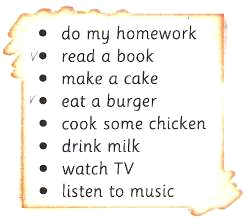 • do my homework
✓• read a book
• make a cake
✓• eat a burger
• cook some chicken
• drink milk
• watch TV
• listen to music